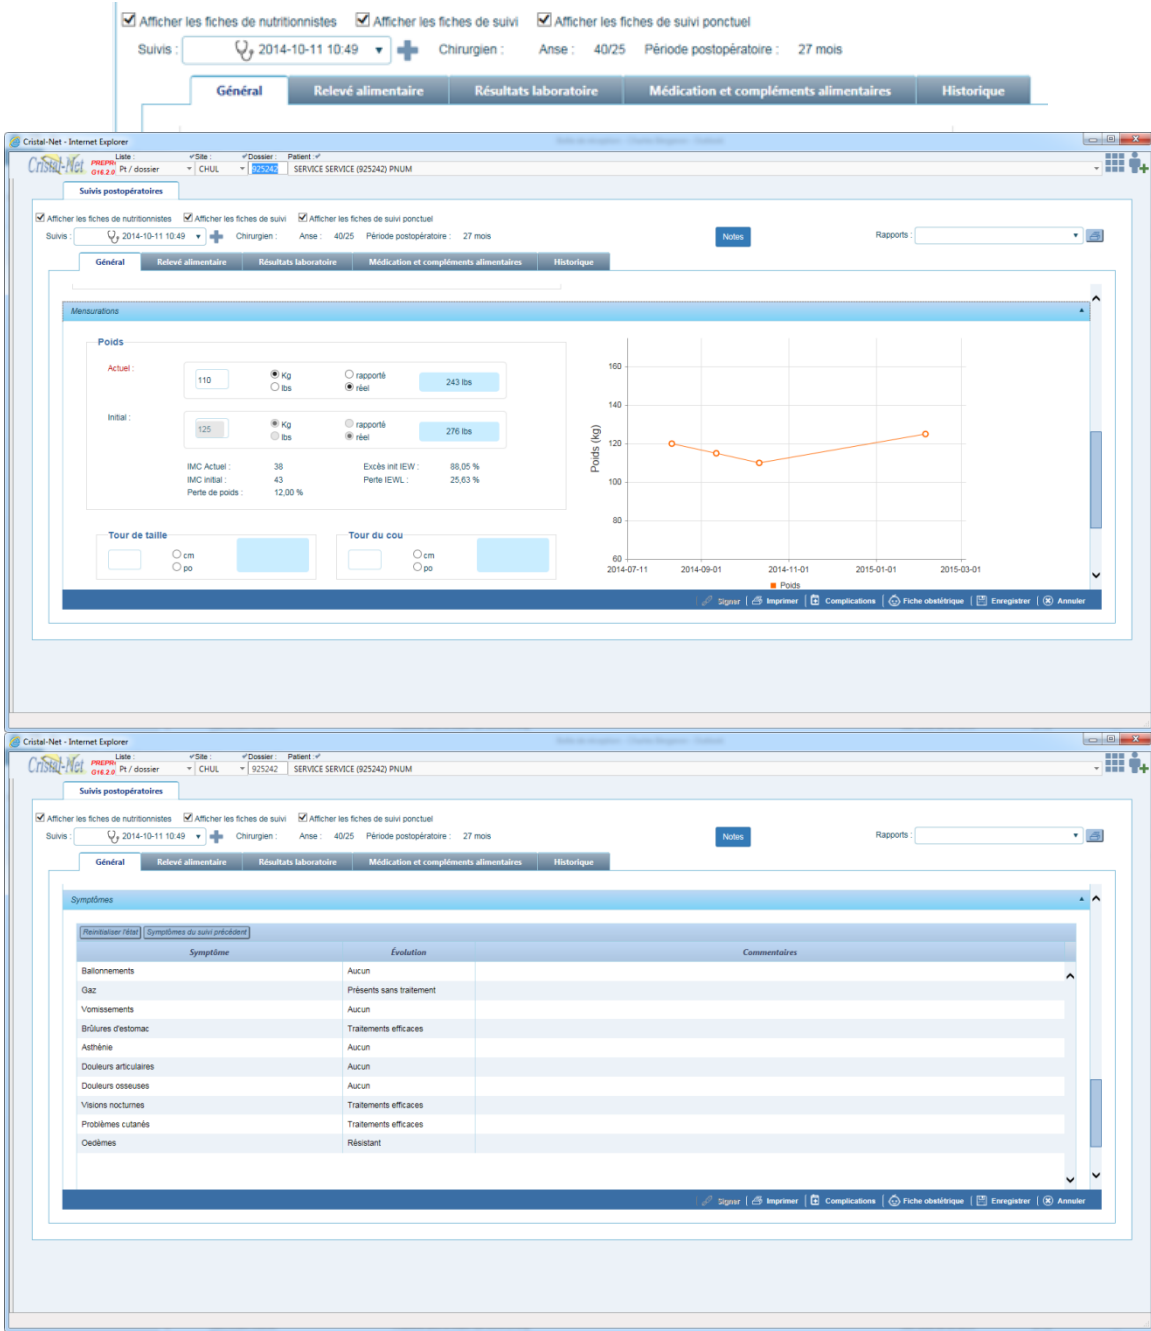 Afficher les fiches de nutritionnistes Afficher les fiches de suivi Afficher les fiches de suivi ponctuel
Suivis : 2014-10-11 10:49 Chirurgien : Anse : 40/25 Période postopératoire : 27 mois
Général Relevé alimentaire Résultats laboratoire Médication et compléments alimentaires Historique
Cristal-Net - Internet Explorer
Liste : Site : Dossier : Patient :
Cristal-Net PREPR G16.2.0 Pt / dossier CHUL 925242 SERVICE SERVICE (925242) PNUM
Suivis postopératoires
Afficher les fiches de nutritionnistes Afficher les fiches de suivi Afficher les fiches de suivi ponctuel
Suivis : 2014-10-11 10:49 Chirurgien : Anse : 40/25 Période postopératoire : 27 mois Notes Rapports :
Général Relevé alimentaire Résultats laboratoire Médication et compléments alimentaires Historique
Mensurations
Poids
Actuel : 110 Kg lbs rapporté réel 243 lbs
Initial : 125 Kg lbs rapporté réel 276 lbs
IMC Actuel : 38 Excès init IEW : 88,05 %
IMC initial : 43 Perte IEWL : 25,63 %
Perte de poids : 12,00 %
Tour de taille cm po
Tour du cou cm po
Poids (kg)
160
140
120
100
80
60
2014-07-11 2014-09-01 2014-11-01 2015-01-01 2015-03-01
Poids
Signer Imprimer Complications Fiche obstétrique Enregistrer Annuler
Cristal-Net - Internet Explorer
Liste : Site : Dossier : Patient :
Cristal-Net PREPR G16.2.0 Pt / dossier CHUL 925242 SERVICE SERVICE (925242) PNUM
Suivis postopératoires
Afficher les fiches de nutritionnistes Afficher les fiches de suivi Afficher les fiches de suivi ponctuel
Suivis : 2014-10-11 10:49 Chirurgien : Anse : 40/25 Période postopératoire : 27 mois Notes Rapports :
Général Relevé alimentaire Résultats laboratoire Médication et compléments alimentaires Historique
Symptômes
Reinitialiser l'état Symptômes du suivi précédent
Symptôme Évolution Commentaires
Ballonnements Aucun
Gaz Présents sans traitement
Vomissements Aucun
Brûlures d'estomac Traitements efficaces
Asthénie Aucun
Douleurs articulaires Aucun
Douleurs osseuses Aucun
Visions nocturnes Traitements efficaces
Problèmes cutanés Traitements efficaces
Oedèmes Résistant
Signer Imprimer Complications Fiche obstétrique Enregistrer Annuler